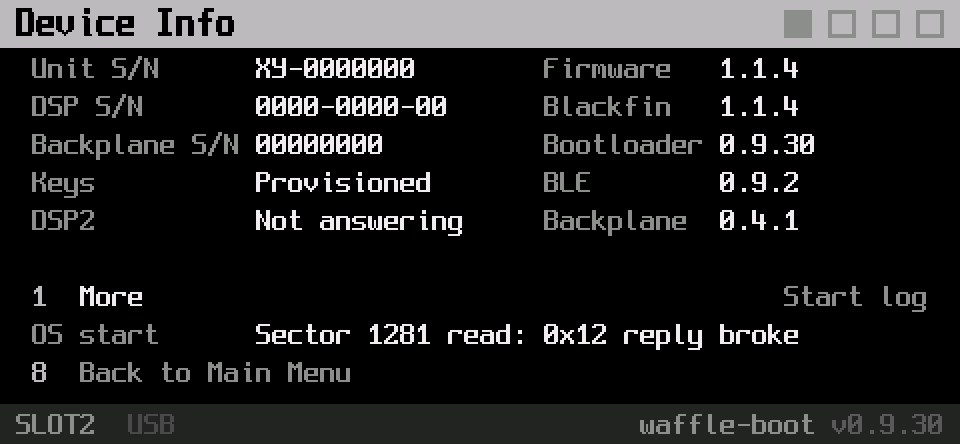 Device Info
Unit S/N XY-0000000 Firmware 1.1.4
DSP S/N 0000-0000-00 Blackfin 1.1.4
Backplane S/N 00000000 Bootloader 0.9.30
Keys Provisioned BLE 0.9.2
DSP2 Not answering Backplane 0.4.1
1 More Start log
OS start Sector 1281 read: 0x12 reply broke
8 Back to Main Menu
SLOT2 USB waffle-boot v0.9.30